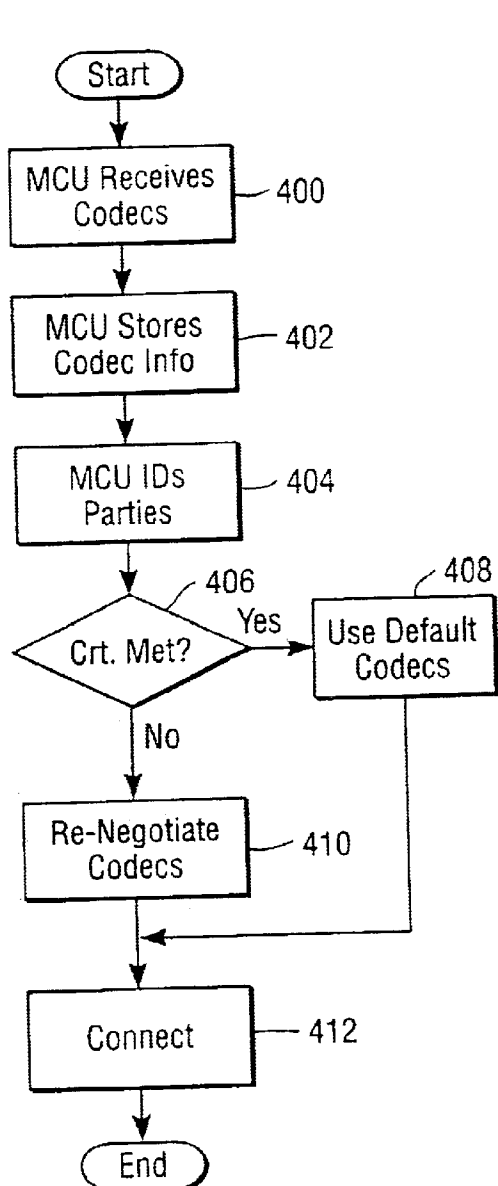 Start
MCU Receives
Codecs
400
MCU Stores
Codec Info
402
MCU IDs
Parties
404
406
Crt. Met?
Yes
408
Use Default
Codecs
No
Re-Negotiate
Codecs
410
Connect
412
End